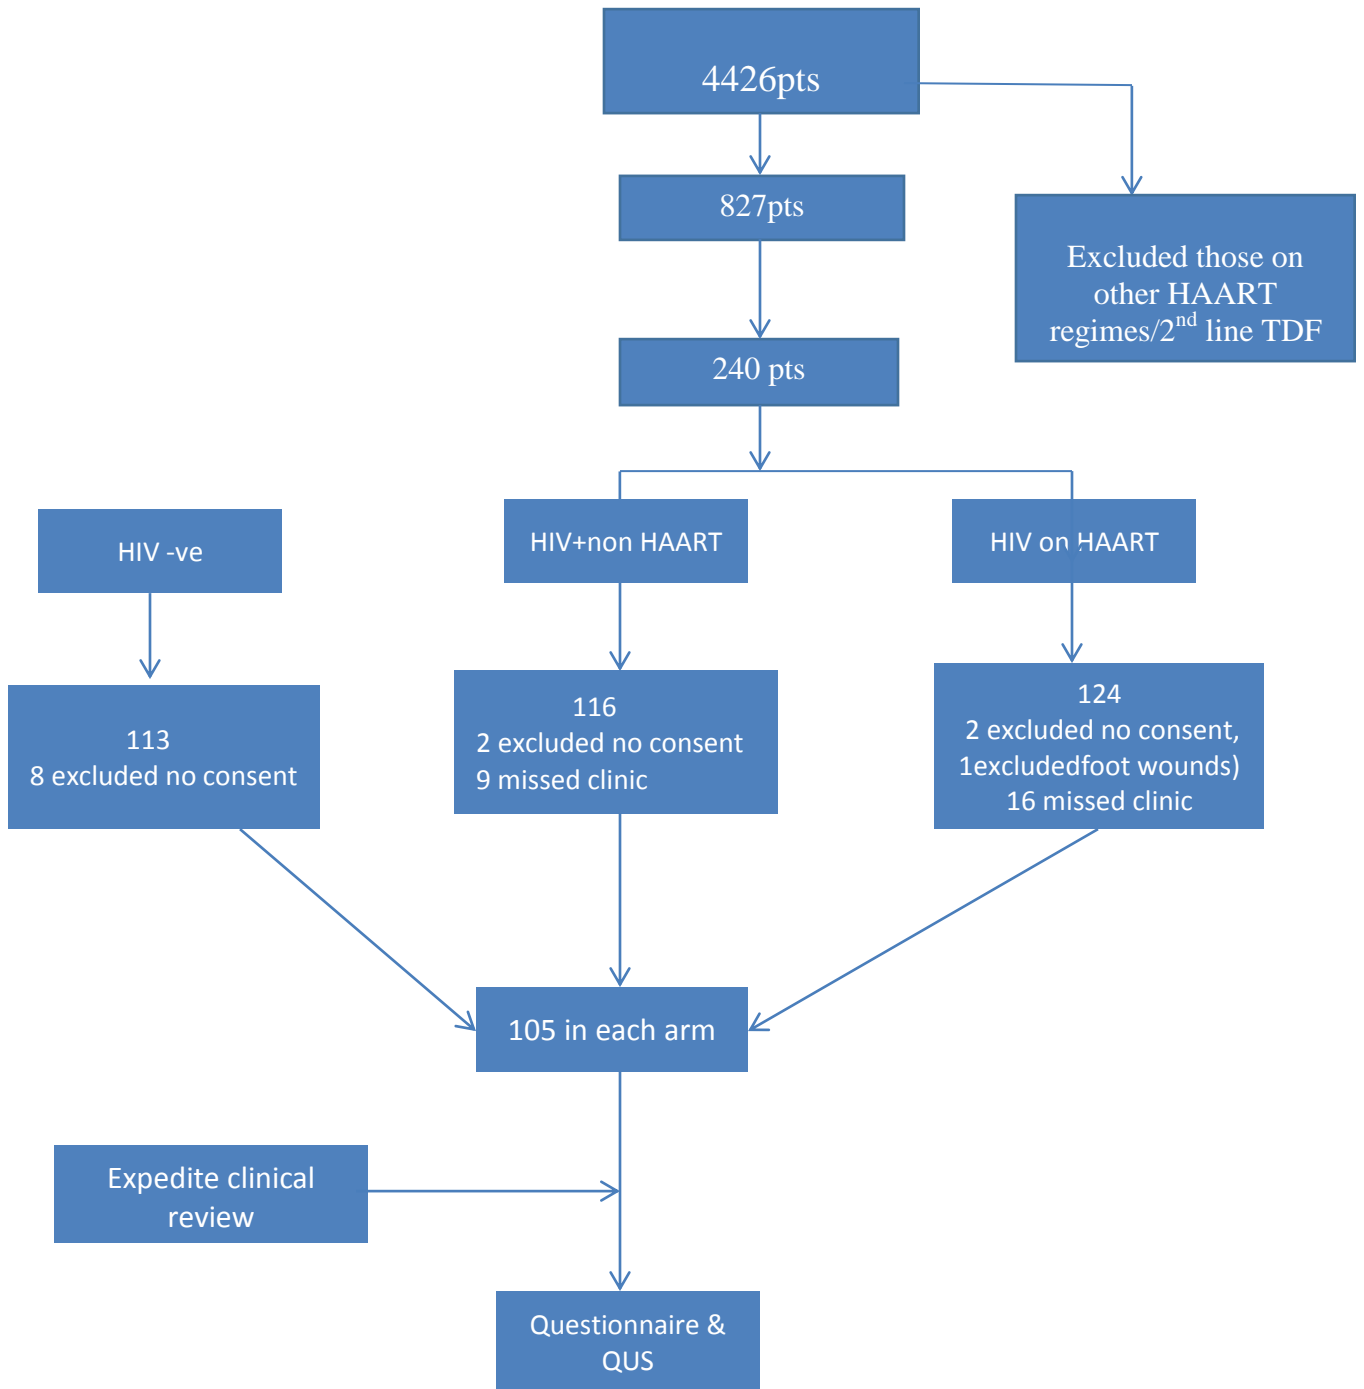 4426pts
827pts
Excluded those on
other HAART
regimes/2nd line TDF
240 pts
HIV -ve
HIV+non HAART
HIV on HAART
113
8 excluded no consent
116
2 excluded no consent
9 missed clinic
124
2 excluded no consent,
1excludedfoot wounds)
16 missed clinic
105 in each arm
Expedite clinical
review
Questionnaire &
QUS